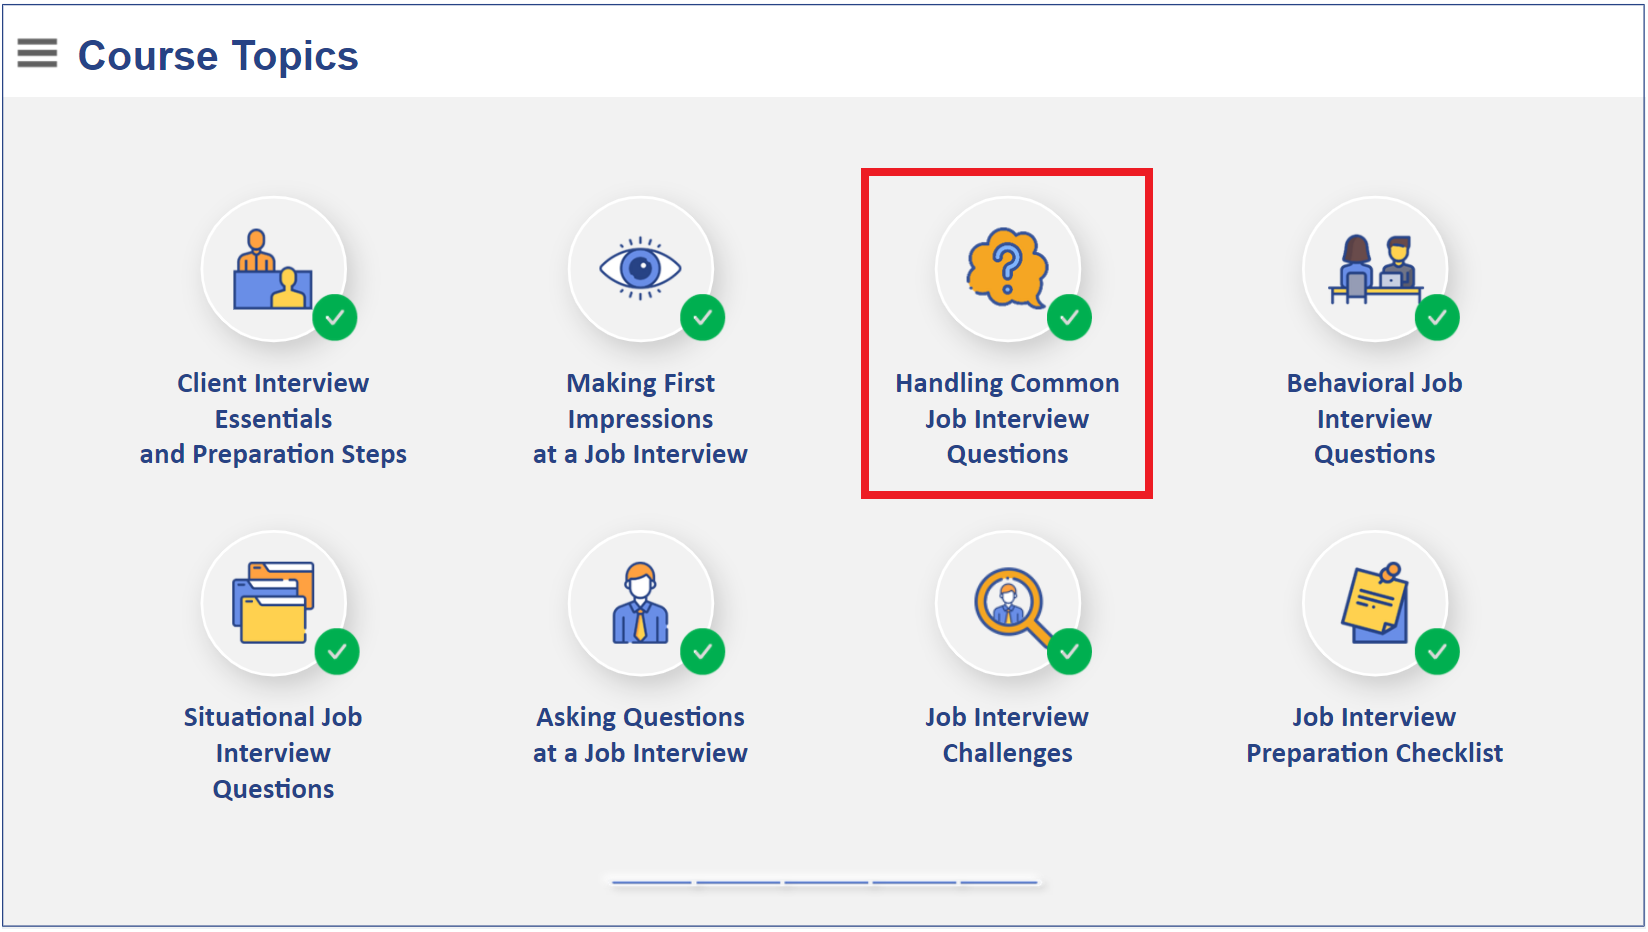 Course Topics
Client Interview
Essentials
and Preparation Steps
Making First
Impressions
at a Job Interview
Handling Common
Job Interview
Questions
Behavioral Job
Interview
Questions
Situational Job
Interview
Questions
Asking Questions
at a Job Interview
Job Interview
Challenges
Job Interview
Preparation Checklist